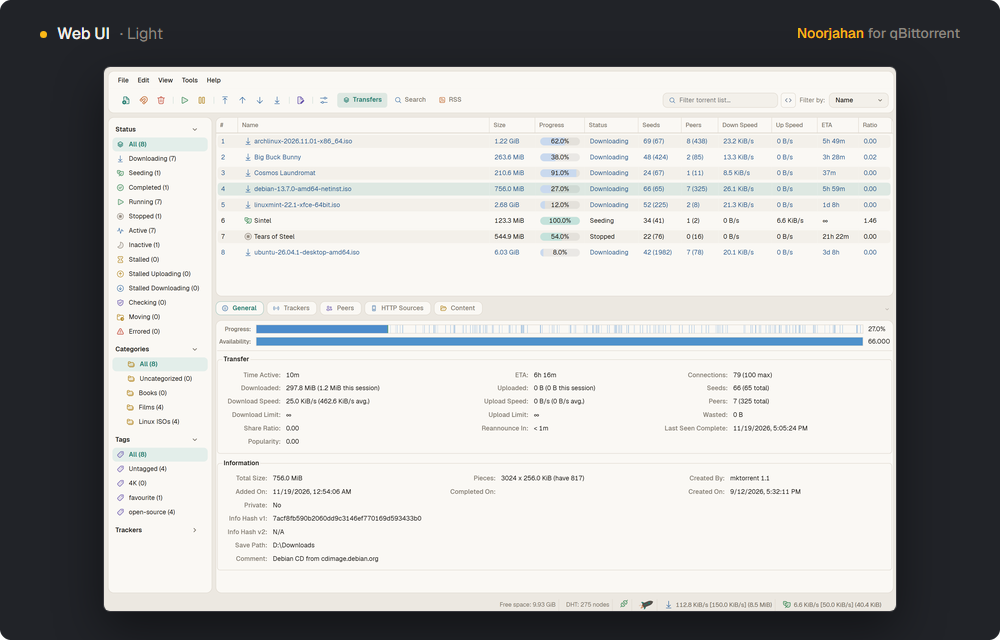 Web UI · Light
Noorjahan for qBittorrent
File Edit View Tools Help
Transfers Search RSS
Filter torrent list...
Filter by: Name
Status
All (8)
Downloading (7)
Seeding (1)
Completed (1)
Running (7)
Stopped (1)
Active (7)
Inactive (1)
Stalled (0)
Stalled Uploading (0)
Stalled Downloading (0)
Checking (0)
Moving (0)
Errored (0)
Categories
All (8)
Uncategorized (0)
Books (0)
Films (4)
Linux ISOs (4)
Tags
All (8)
Untagged (4)
4K (0)
favourite (1)
open-source (4)
Trackers
# Name Size Progress Status Seeds Peers Down Speed Up Speed ETA Ratio
1 archlinux-2026.11.01-x86_64.iso 1.22 GiB 62.0% Downloading 69 (67) 8 (438) 23.2 KiB/s 0 B/s 5h 49m 0.00
2 Big Buck Bunny 263.6 MiB 38.0% Downloading 48 (424) 2 (85) 13.3 KiB/s 0 B/s 3h 28m 0.02
3 Cosmos Laundromat 210.6 MiB 91.0% Downloading 24 (67) 1 (11) 8.5 KiB/s 0 B/s 37m 0.00
4 debian-13.7.0-amd64-netinst.iso 756.0 MiB 27.0% Downloading 66 (65) 7 (325) 26.1 KiB/s 0 B/s 5h 59m 0.00
5 linuxmint-22.1-xfce-64bit.iso 2.68 GiB 12.0% Downloading 52 (225) 2 (8) 21.3 KiB/s 0 B/s 1d 8h 0.00
6 Sintel 123.3 MiB 100.0% Seeding 34 (41) 1 (2) 0 B/s 6.6 KiB/s ∞ 1.46
7 Tears of Steel 544.9 MiB 54.0% Stopped 22 (76) 0 (16) 0 B/s 0 B/s 21h 22m 0.00
8 ubuntu-26.04.1-desktop-amd64.iso 6.03 GiB 8.0% Downloading 42 (1982) 7 (78) 20.1 KiB/s 0 B/s 3d 8h 0.00
General Trackers Peers HTTP Sources Content
Progress: 27.0%
Availability: 66.000
Transfer
Time Active: 10m ETA: 6h 16m Connections: 79 (100 max)
Downloaded: 297.8 MiB (1.2 MiB this session) Uploaded: 0 B (0 B this session) Seeds: 66 (65 total)
Download Speed: 25.0 KiB/s (462.6 KiB/s avg.) Upload Speed: 0 B/s (0 B/s avg.) Peers: 7 (325 total)
Download Limit: ∞ Upload Limit: ∞ Wasted: 0 B
Share Ratio: 0.00 Reannounce In: < 1m Last Seen Complete: 11/19/2026, 5:05:24 PM
Popularity: 0.00
Information
Total Size: 756.0 MiB Pieces: 3024 x 256.0 KiB (have 817) Created By: mktorrent 1.1
Added On: 11/19/2026, 12:54:06 AM Completed On: Created On: 9/12/2026, 5:32:11 PM
Private: No
Info Hash v1: 7acf8fb590b2060dd9c3146ef770169d593433b0
Info Hash v2: N/A
Save Path: D:\Downloads
Comment: Debian CD from cdimage.debian.org
Free space: 9.93 GiB DHT: 275 nodes 112.8 KiB/s [150.0 KiB/s] (8.5 MiB) 6.6 KiB/s [50.0 KiB/s] (40.4 KiB)